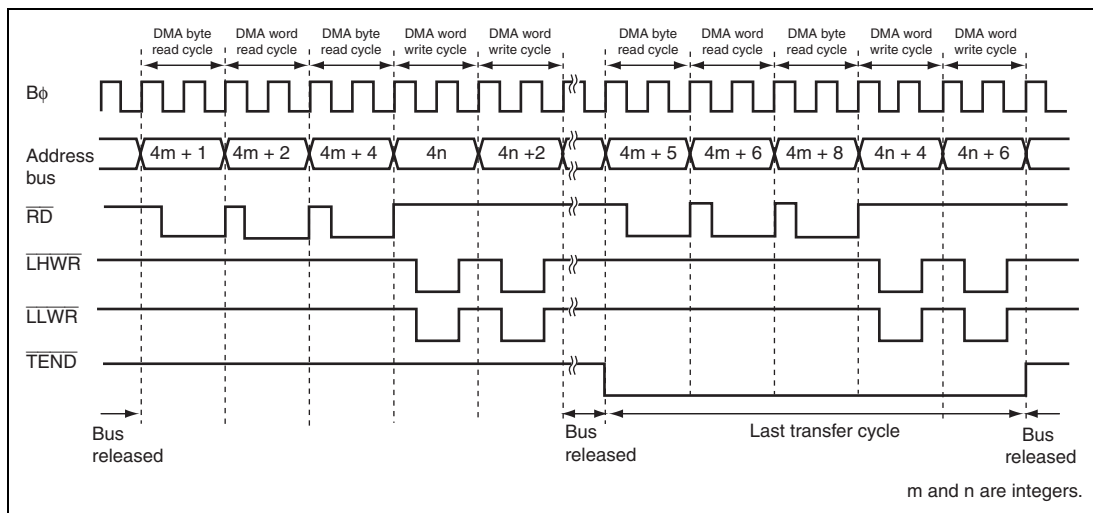 DMA byte read cycle
DMA word read cycle
DMA byte read cycle
DMA word write cycle
DMA word write cycle
DMA byte read cycle
DMA word read cycle
DMA byte read cycle
DMA word write cycle
DMA word write cycle
Bφ
Address bus
4m + 1
4m + 2
4m + 4
4n
4n +2
4m + 5
4m + 6
4m + 8
4n + 4
4n + 6
RD
LHWR
LLWR
TEND
Bus released
Bus released
Last transfer cycle
Bus released
m and n are integers.